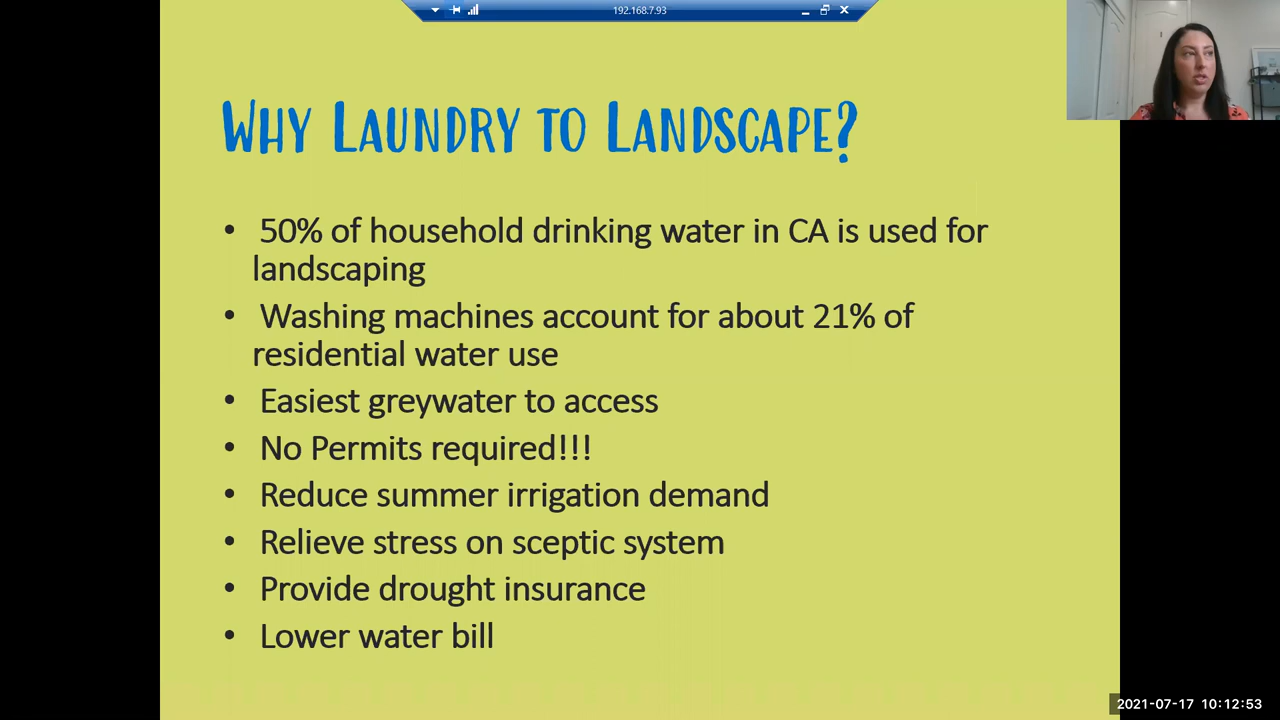 192.168.7.93
WHY LAUNDRY TO LANDSCAPE?
• 50% of household drinking water in CA is used for
landscaping
• Washing machines account for about 21% of
residential water use
• Easiest greywater to access
• No Permits required!!!
• Reduce summer irrigation demand
• Relieve stress on sceptic system
• Provide drought insurance
• Lower water bill
2021-07-17 10:12:53